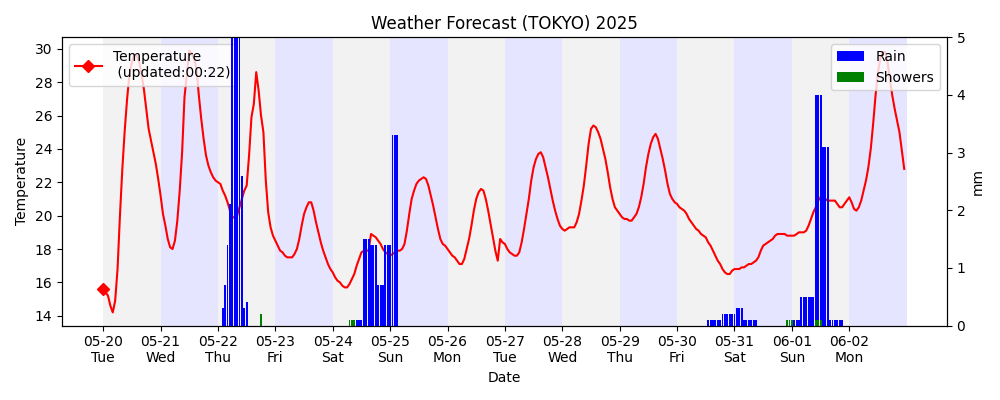 Weather Forecast (TOKYO) 2025
Temperature
(updated:00:22)
Rain
Showers
30
28
26
24
22
20
18
16
14
Temperature
5
4
3
2
1
0
mm
05-20 05-21 05-22 05-23 05-24 05-25 05-26 05-27 05-28 05-29 05-30 05-31 06-01 06-02
Tue Wed Thu Fri Sat Sun Mon Tue Wed Thu Fri Sat Sun Mon
Date